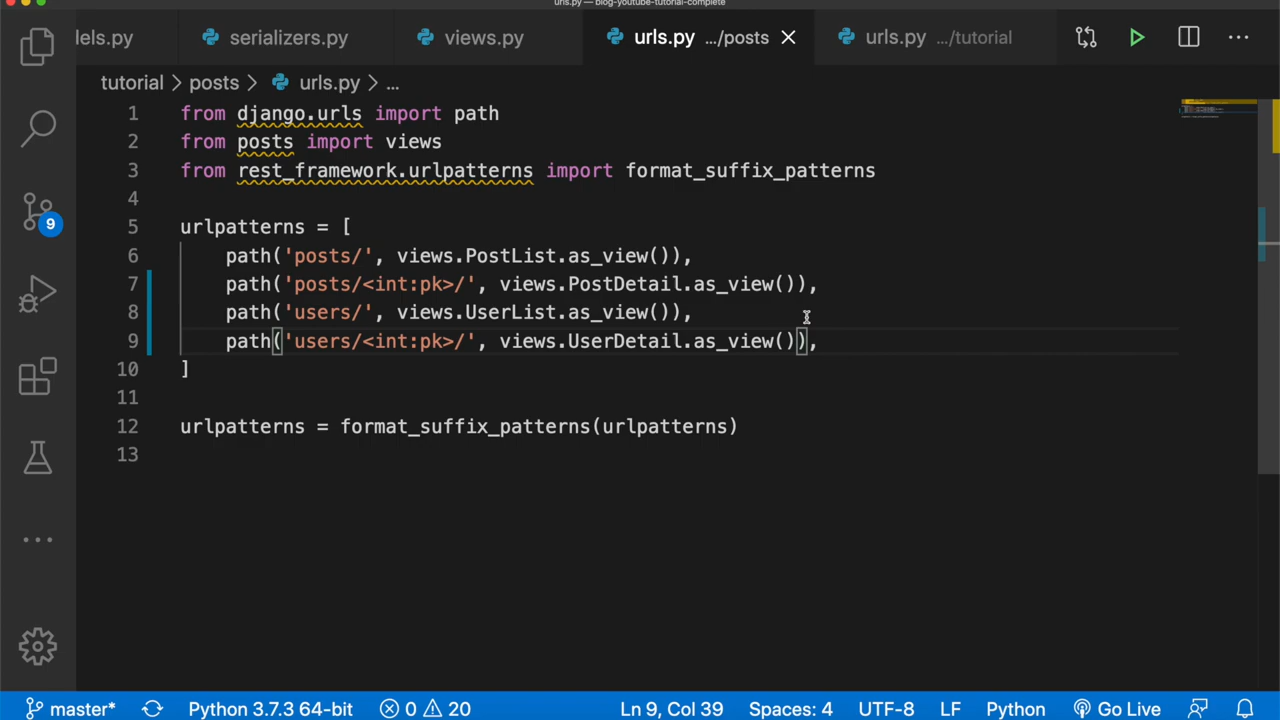 urls.py — blog-youtube-tutorial-complete
dels.py serializers.py views.py urls.py .../posts urls.py .../tutorial
tutorial > posts > urls.py > ...
1 from django.urls import path
2 from posts import views
3 from rest_framework.urlpatterns import format_suffix_patterns
4
5 urlpatterns = [
6 path('posts/', views.PostList.as_view()),
7 path('posts/<int:pk>/', views.PostDetail.as_view()),
8 path('users/', views.UserList.as_view()),
9 path('users/<int:pk>/', views.UserDetail.as_view()),
10 ]
11
12 urlpatterns = format_suffix_patterns(urlpatterns)
13
9
master* Python 3.7.3 64-bit 0 20 Ln 9, Col 39 Spaces: 4 UTF-8 LF Python Go Live